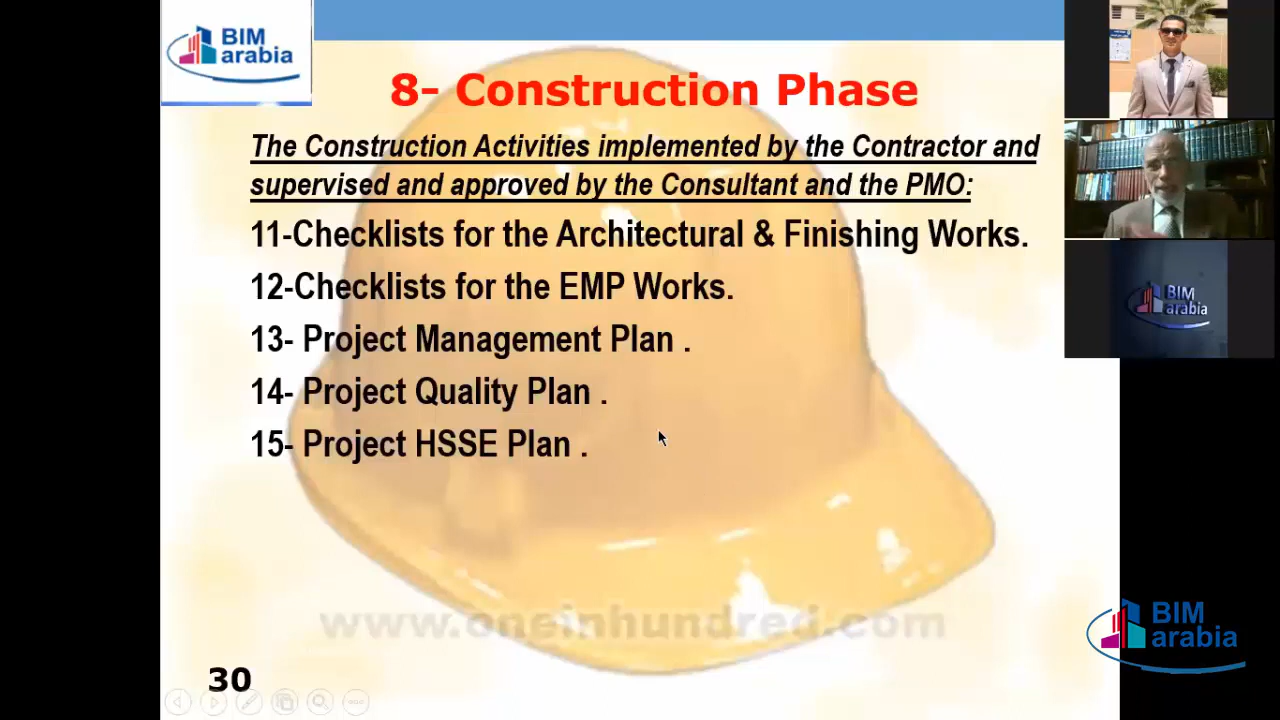 BIM
arabia
8- Construction Phase
The Construction Activities implemented by the Contractor and
supervised and approved by the Consultant and the PMO:
11-Checklists for the Architectural & Finishing Works.
12-Checklists for the EMP Works.
13- Project Management Plan .
14- Project Quality Plan .
15- Project HSSE Plan .
www.oneinhundred.com
30
BIM
arabia
BIM
arabia